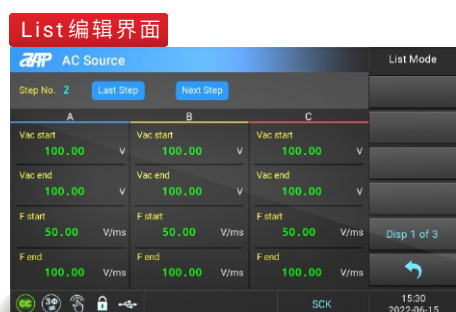 List编辑界面
AC Source
List Mode
Step No. 2 Last Step Next Step
A B C
Vac start Vac start Vac start
100.00 V 100.00 V 100.00 V
Vac end Vac end Vac end
100.00 V 100.00 V 100.00 V
F start F start F start
50.00 V/ms 50.00 V/ms 50.00 V/ms
Disp 1 of 3
F end F end F end
100.00 V/ms 100.00 V/ms 100.00 V/ms
CC 3Φ SCK 15:30
2022-06-15